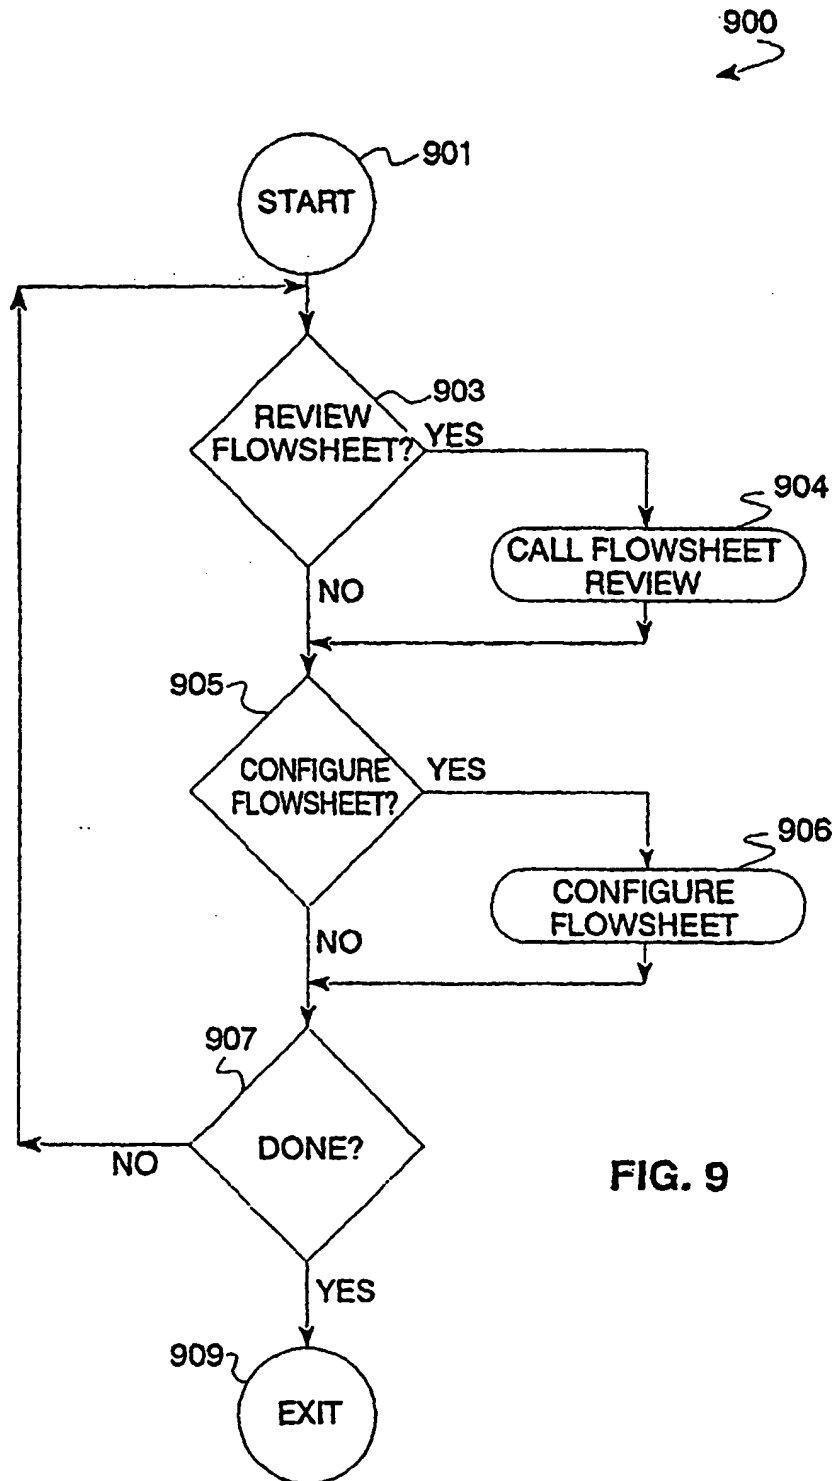 900
901
START
903
REVIEW
FLOWSHEET?
YES
904
CALL FLOWSHEET
REVIEW
NO
905
CONFIGURE
FLOWSHEET?
YES
906
CONFIGURE
FLOWSHEET
NO
907
DONE?
NO
FIG. 9
YES
909
EXIT